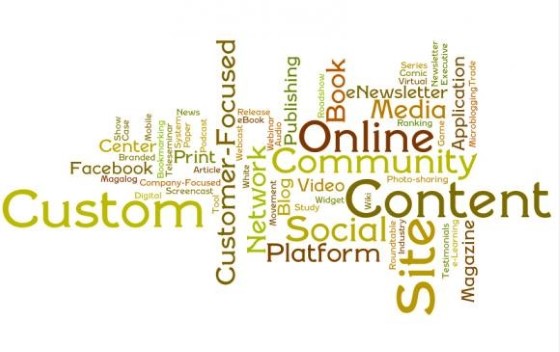 Custom
Content
Online
Community
Social
Site
Customer-Focused
Network
Platform
Media
Book
eNewsletter
Application
Magazine
Publishing
Video
Blog
Print
Facebook
Center
Branded
Magalog
Company-Focused
Screencast
Digital
Article
Show
Case
Mobile
Bookmarking
Teleseminar
System
Paper
News
Podcast
Tool
Webcast
Release
eBook
White
Webinar
Audio
Movement
Study
Widget
Wiki
Photo-sharing
Roadshow
Series
Comic
Virtual
Newsletter
Executive
Ranking
Game
Microblogging
Trade
Roundtable
Industry
Testimonials
e-Learning